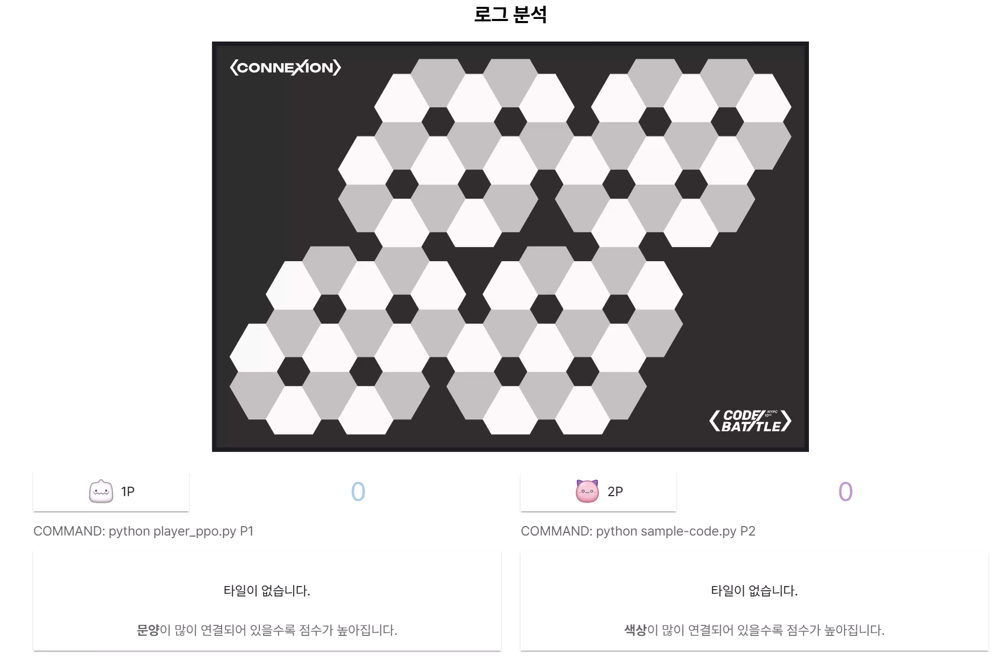 로그 분석
CONNEXION
CODE NYPC
10th
BATTLE
1P
0
2P
0
COMMAND: python player_ppo.py P1
COMMAND: python sample-code.py P2
타일이 없습니다.
타일이 없습니다.
문양이 많이 연결되어 있을수록 점수가 높아집니다.
색상이 많이 연결되어 있을수록 점수가 높아집니다.